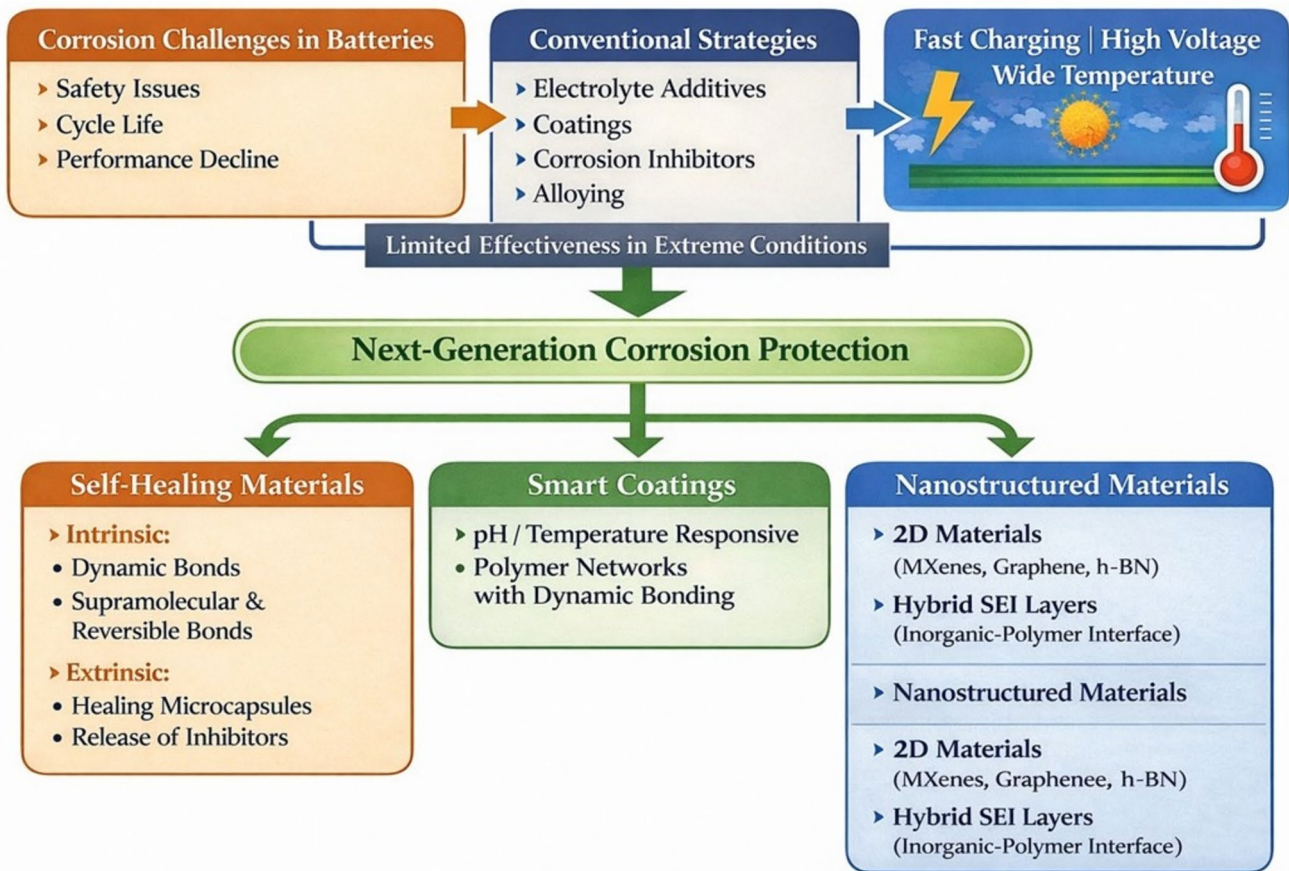 Corrosion Challenges in Batteries
➤ Safety Issues
➤ Cycle Life
➤ Performance Decline
Conventional Strategies
➤ Electrolyte Additives
➤ Coatings
➤ Corrosion Inhibitors
➤ Alloying
Fast Charging | High Voltage
Wide Temperature
Limited Effectiveness in Extreme Conditions
Next-Generation Corrosion Protection
Self-Healing Materials
➤ Intrinsic:
• Dynamic Bonds
• Supramolecular &
Reversible Bonds
➤ Extrinsic:
• Healing Microcapsules
• Release of Inhibitors
Smart Coatings
➤ pH / Temperature Responsive
• Polymer Networks
with Dynamic Bonding
Nanostructured Materials
➤ 2D Materials
(MXenes, Graphene, h-BN)
➤ Hybrid SEI Layers
(Inorganic-Polymer Interface)
➤ Nanostructured Materials
➤ 2D Materials
(MXenes, Graphenee, h-BN)
➤ Hybrid SEI Layers
(Inorganic-Polymer Interface)